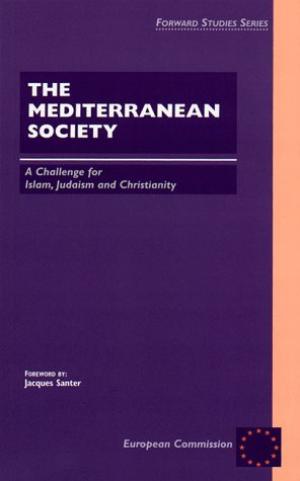 FORWARD STUDIES SERIES
THE
MEDITERRANEAN
SOCIETY
A Challenge for
Islam, Judaism and Christianity
FOREWORD BY:
Jacques Santer
European Commission